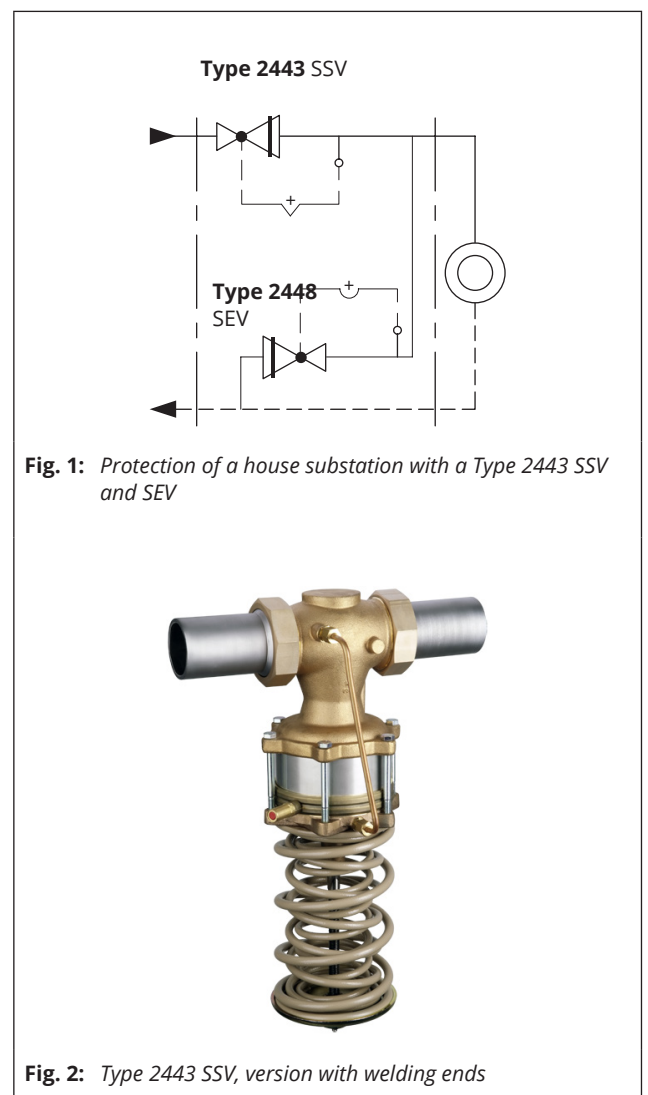 Type 2443 SSV
+
+
Type 2448
SEV
Fig. 1: Protection of a house substation with a Type 2443 SSV
and SEV
Fig. 2: Type 2443 SSV, version with welding ends